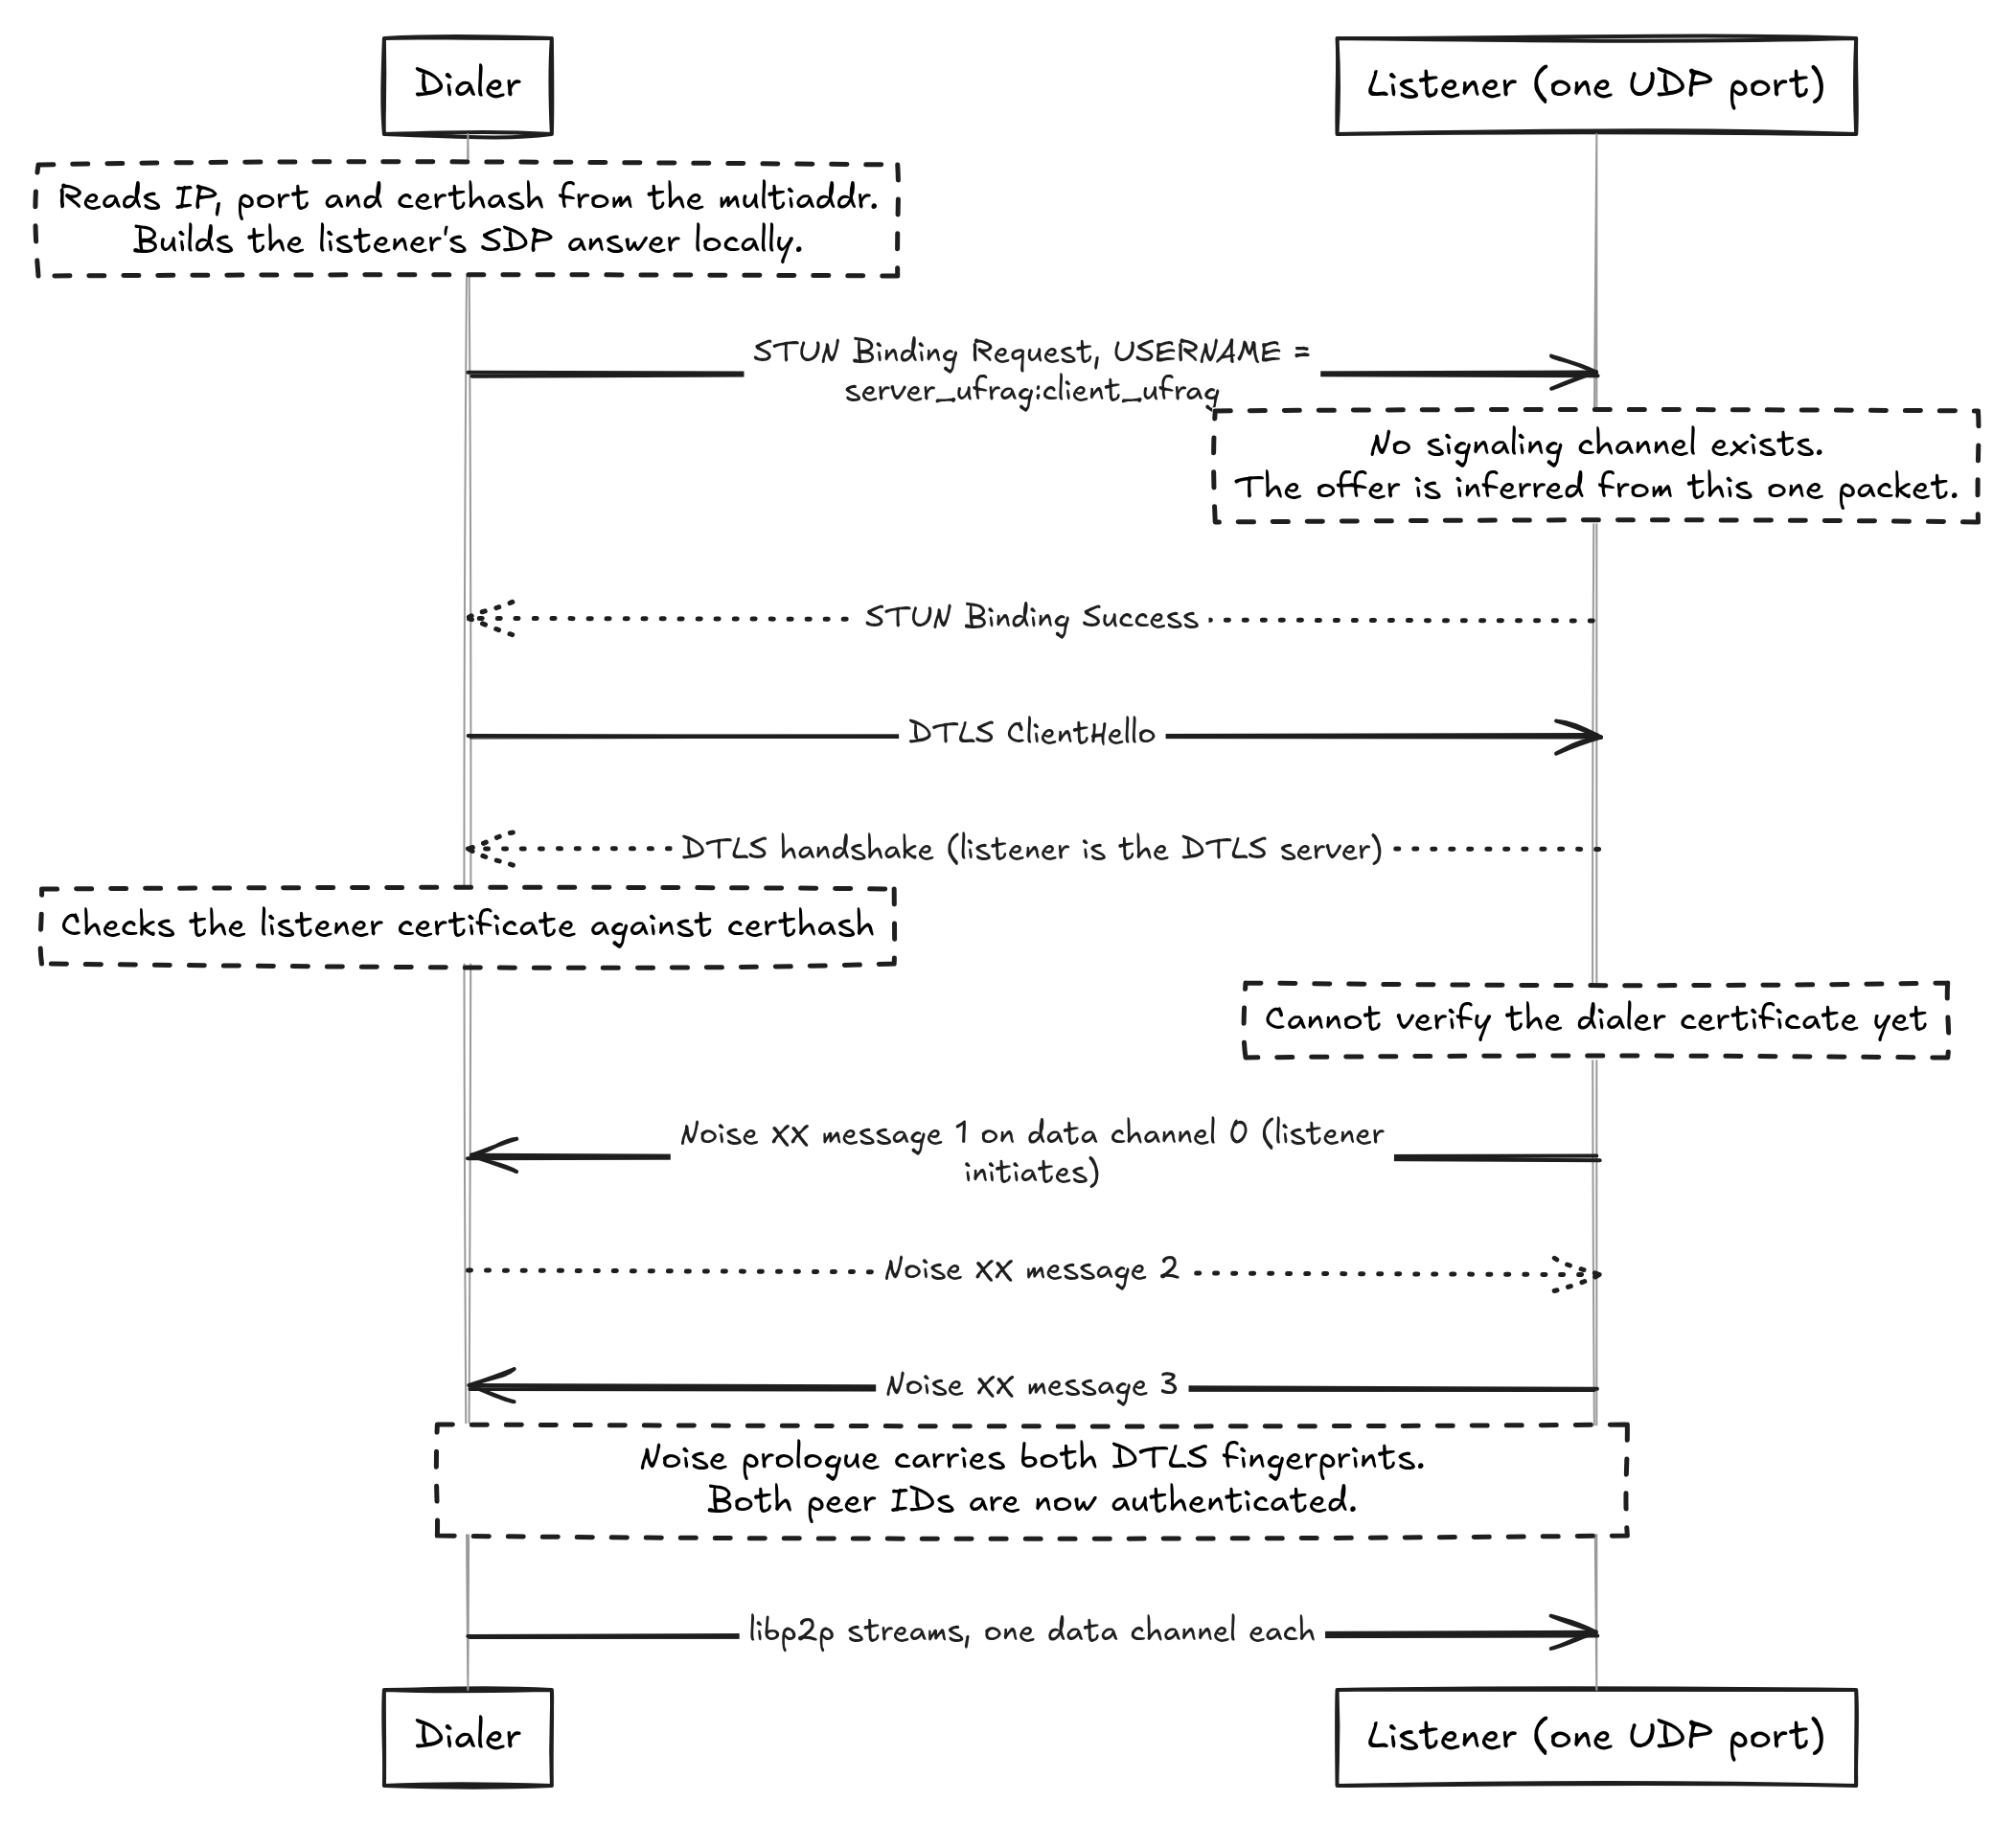 Dialer
Listener (one UDP port)
Reads IP, port and certhash from the multiaddr.
Builds the listener's SDP answer locally.
STUN Binding Request, USERNAME =
server_ufrag:client_ufrag
No signaling channel exists.
The offer is inferred from this one packet.
STUN Binding Success
DTLS ClientHello
DTLS handshake (listener is the DTLS server)
Checks the listener certificate against certhash
Cannot verify the dialer certificate yet
Noise XX message 1 on data channel 0 (listener
initiates)
Noise XX message 2
Noise XX message 3
Noise prologue carries both DTLS fingerprints.
Both peer IDs are now authenticated.
libp2p streams, one data channel each
Dialer
Listener (one UDP port)